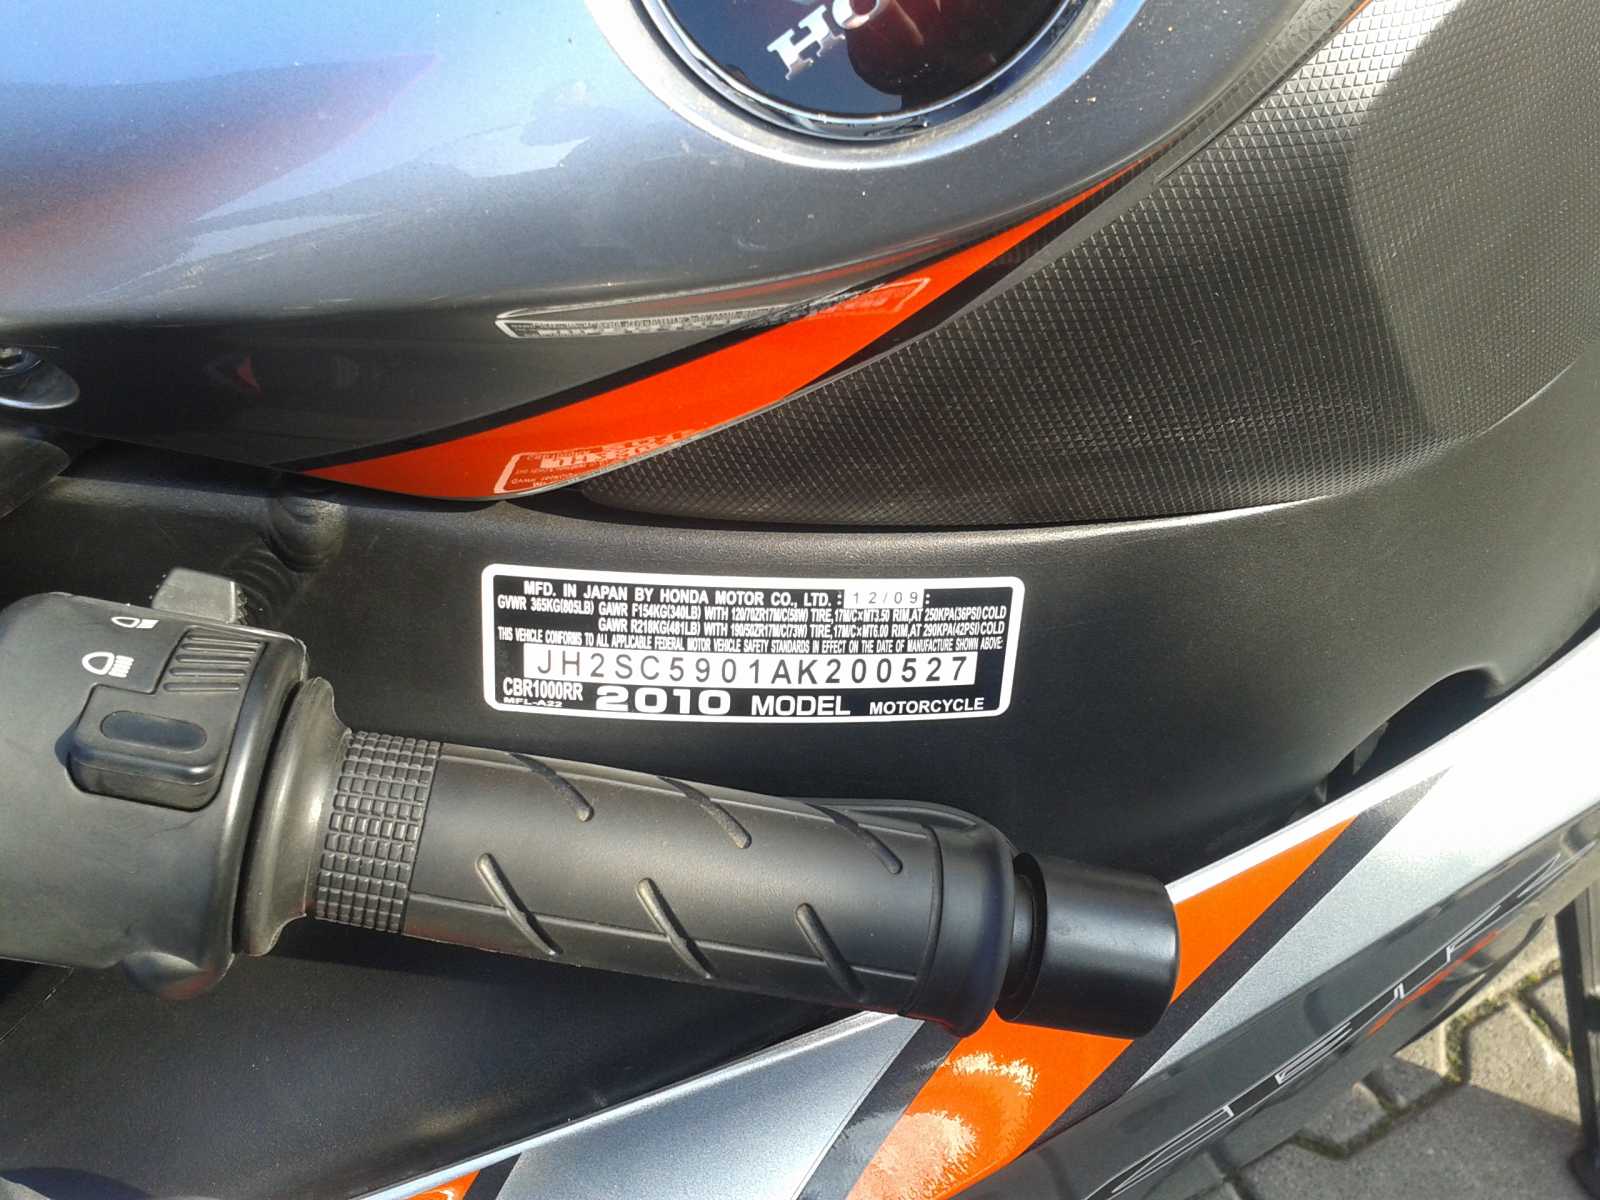 HO
MFD. IN JAPAN BY HONDA MOTOR CO., LTD. : 12/09 :
GVWR 365KG(805LB) GAWR F154KG(340LB) WITH 120/70ZR17M/C(58W) TIRE, 17M/C×MT3.50 RIM, AT 250KPA(36PSI) COLD
GAWR R218KG(481LB) WITH 190/50ZR17M/C(73W) TIRE, 17M/C×MT6.00 RIM, AT 290KPA(42PSI) COLD
THIS VEHICLE CONFORMS TO ALL APPLICABLE FEDERAL MOTOR VEHICLE SAFETY STANDARDS IN EFFECT ON THE DATE OF MANUFACTURE SHOWN ABOVE.
JH2SC5901AK200527
CBR1000RR 2010 MODEL MOTORCYCLE
MFL-A22